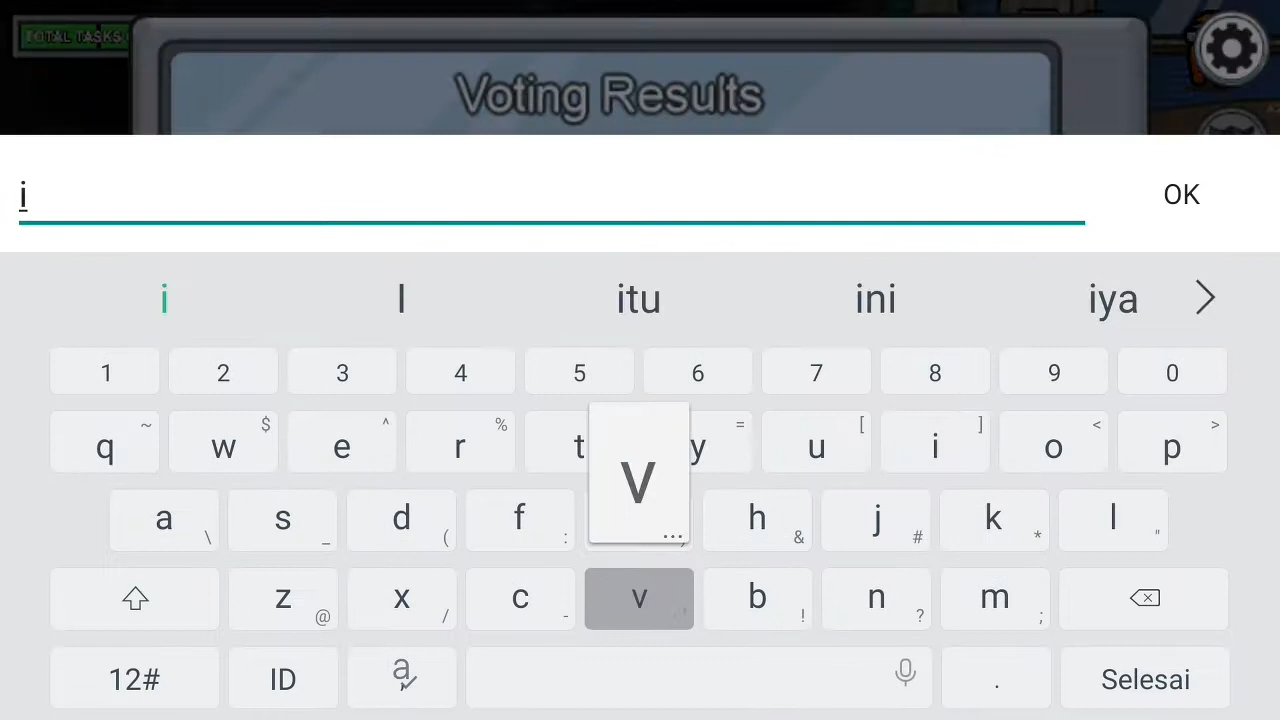 TOTAL TASKS
Voting Results
i
OK
i I itu ini iya
1 2 3 4 5 6 7 8 9 0
q ~ w $ e ^ r % t y = u [ i ] o < p >
a \ s _ d ( f : h & j # k * l "
V ...
z @ x / c - v b ! n ? m ;
12# ID a . Selesai